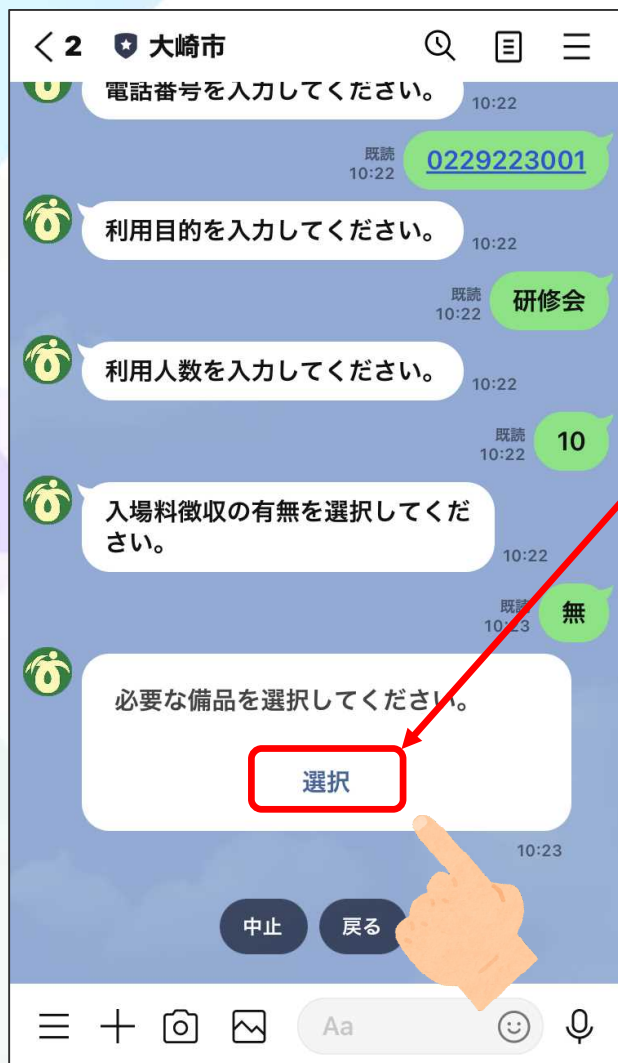 2 大崎市
電話番号を入力してください。
10:22
既読
10:22
0229223001
利用目的を入力してください。
10:22
既読
10:22
研修会
利用人数を入力してください。
10:22
既読
10:22
10
入場料徴収の有無を選択してくだ
さい。
10:22
既読
10:23
無
必要な備品を選択してください。
選択
10:23
中止 戻る
Aa